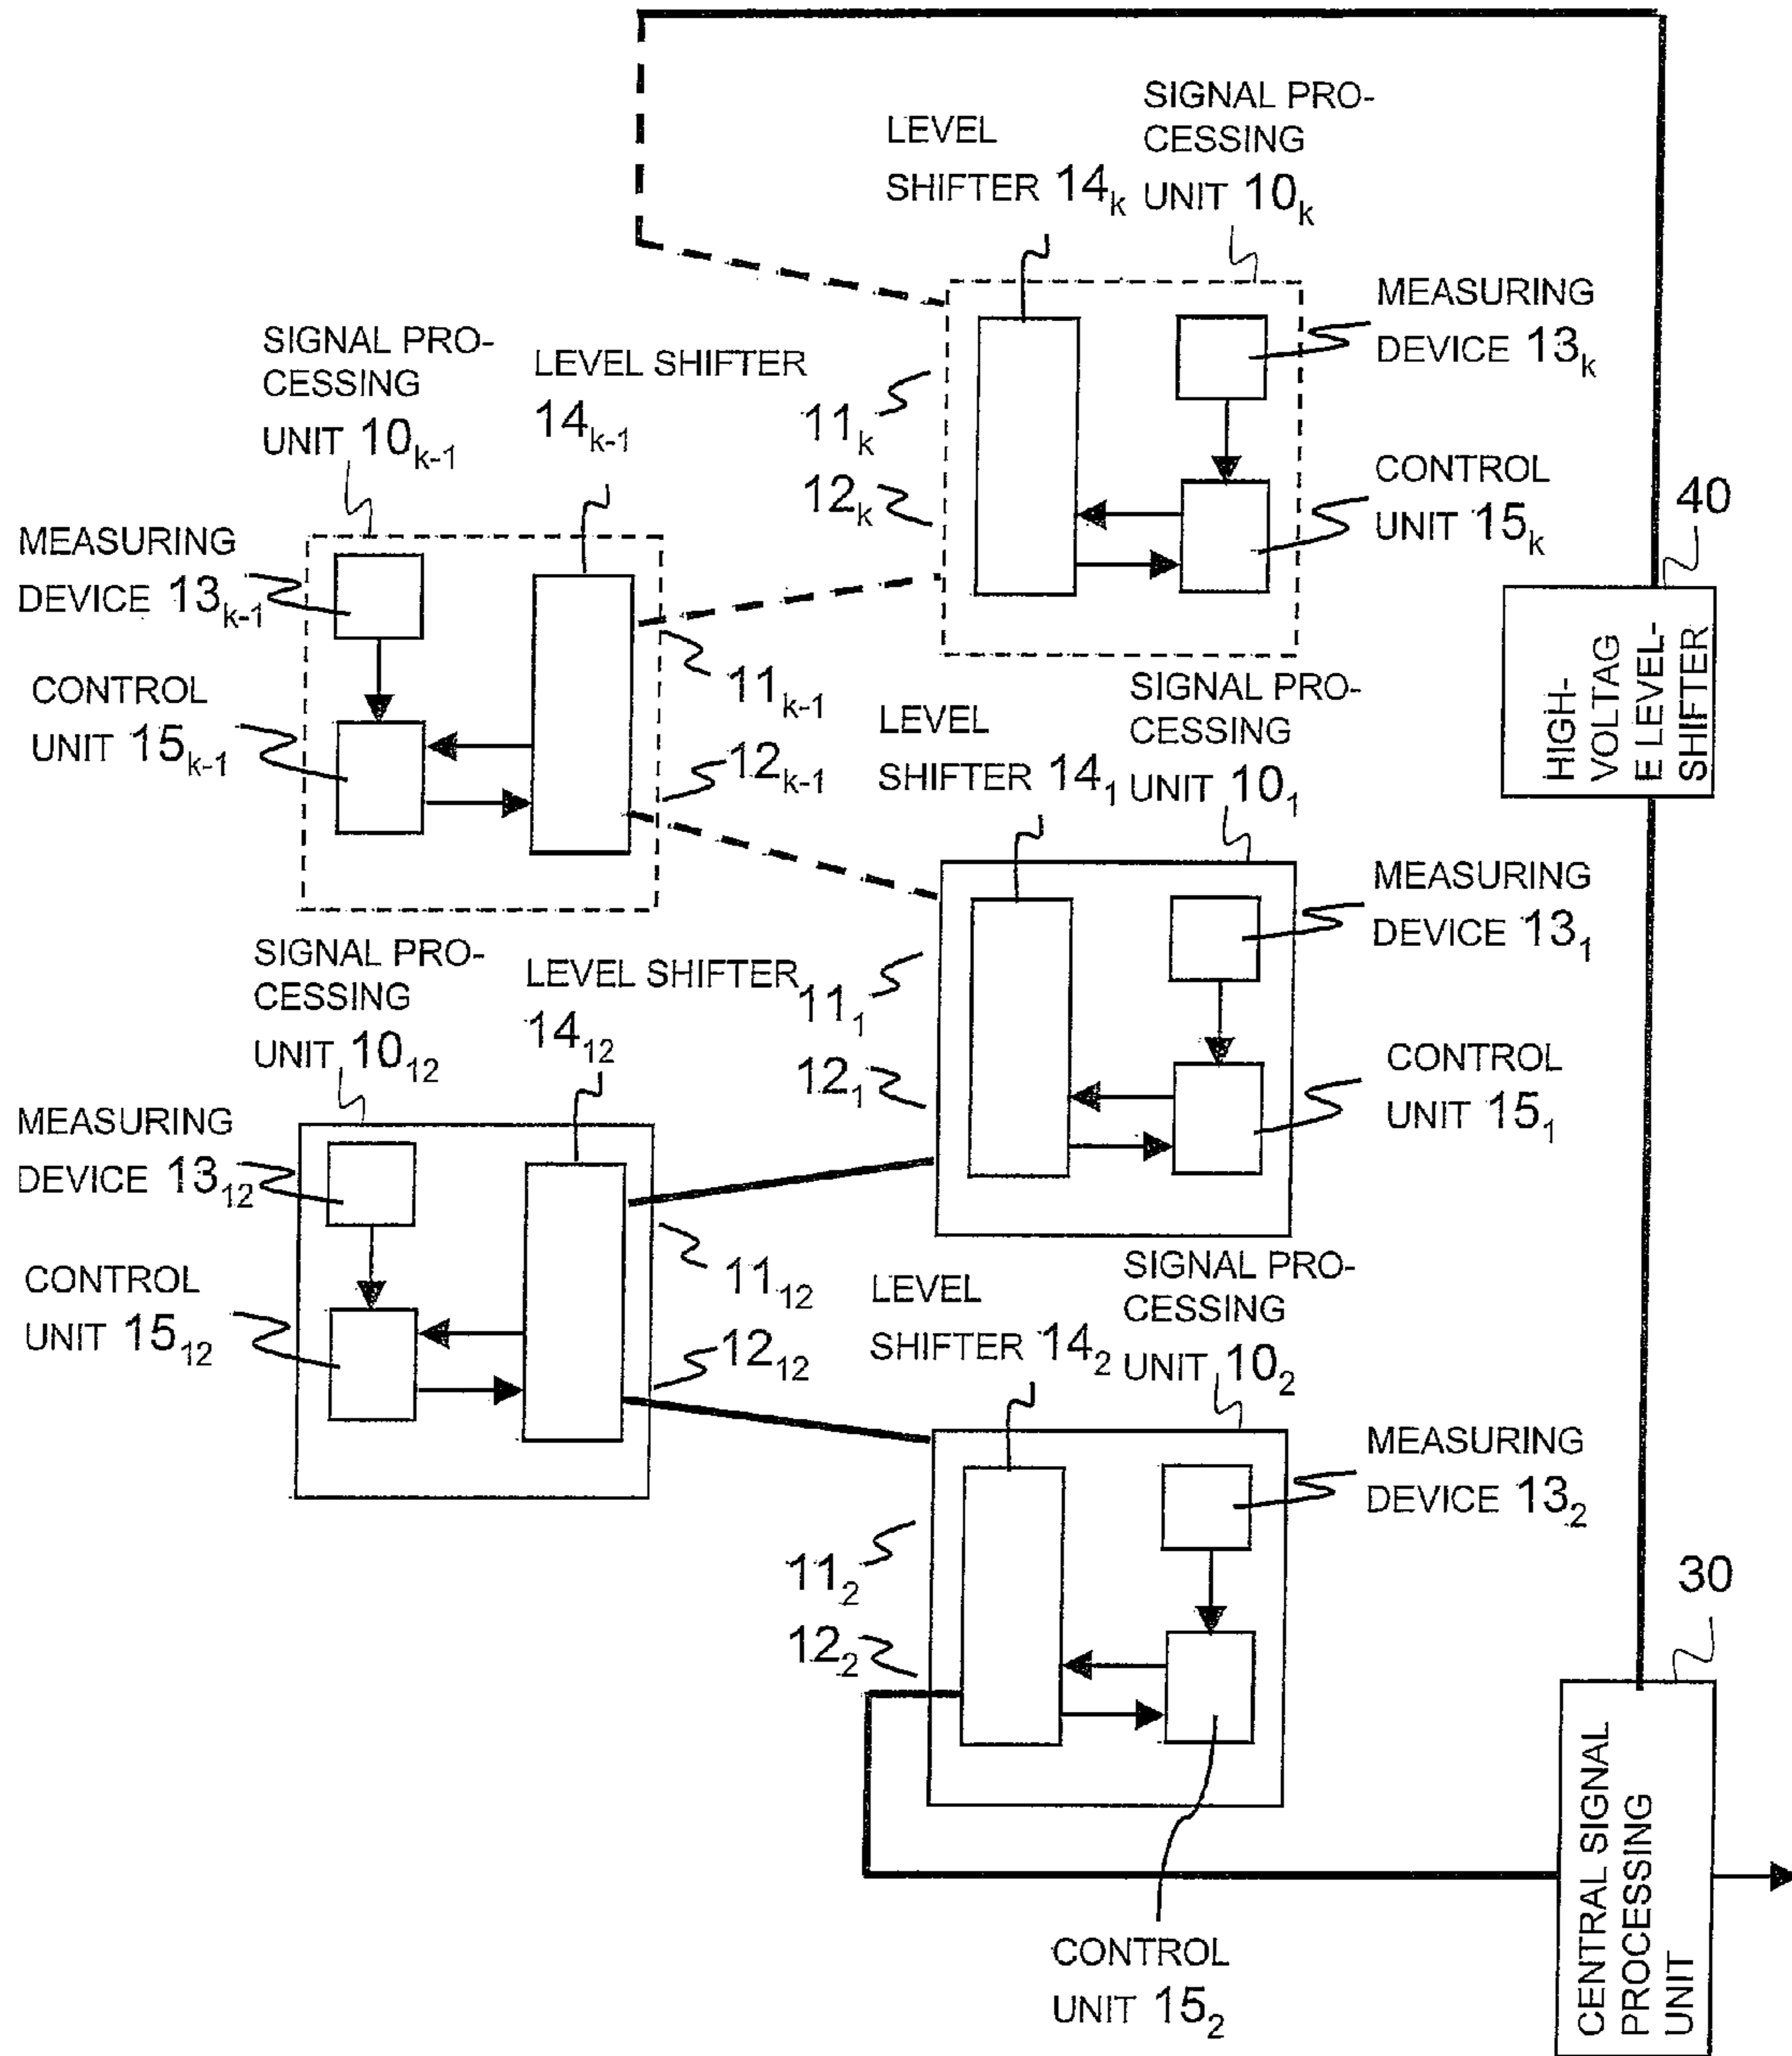 SIGNAL PRO-
CESSING
UNIT 10k
LEVEL
SHIFTER 14k
MEASURING
DEVICE 13k
11k
12k
CONTROL
UNIT 15k
SIGNAL PRO-
CESSING
UNIT 10k-1
LEVEL SHIFTER
14k-1
MEASURING
DEVICE 13k-1
CONTROL
UNIT 15k-1
11k-1
12k-1
40
HIGH-
VOLTAG
E LEVEL-
SHIFTER
SIGNAL PRO-
CESSING
UNIT 101
LEVEL
SHIFTER 141
MEASURING
DEVICE 131
111
121
CONTROL
UNIT 151
SIGNAL PRO-
CESSING
UNIT 1012
LEVEL SHIFTER
1412
MEASURING
DEVICE 1312
CONTROL
UNIT 1512
1112
1212
SIGNAL PRO-
CESSING
UNIT 102
LEVEL
SHIFTER 142
MEASURING
DEVICE 132
112
122
CONTROL
UNIT 152
30
CENTRAL SIGNAL
PROCESSING
UNIT